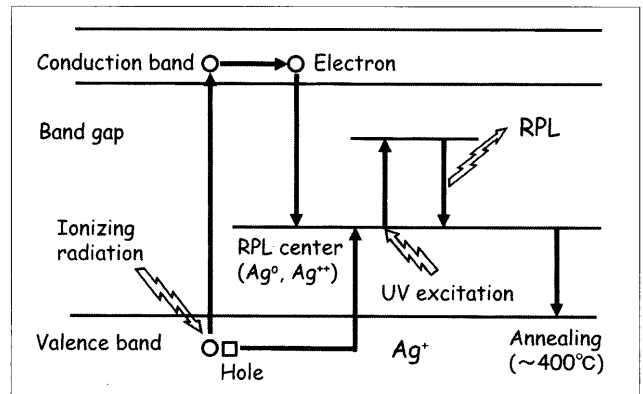 Conduction band
Electron
Band gap
RPL
Ionizing
radiation
RPL center
(Ag⁰, Ag⁺⁺)
UV excitation
Valence band
Hole
Ag⁺
Annealing
(~400℃)